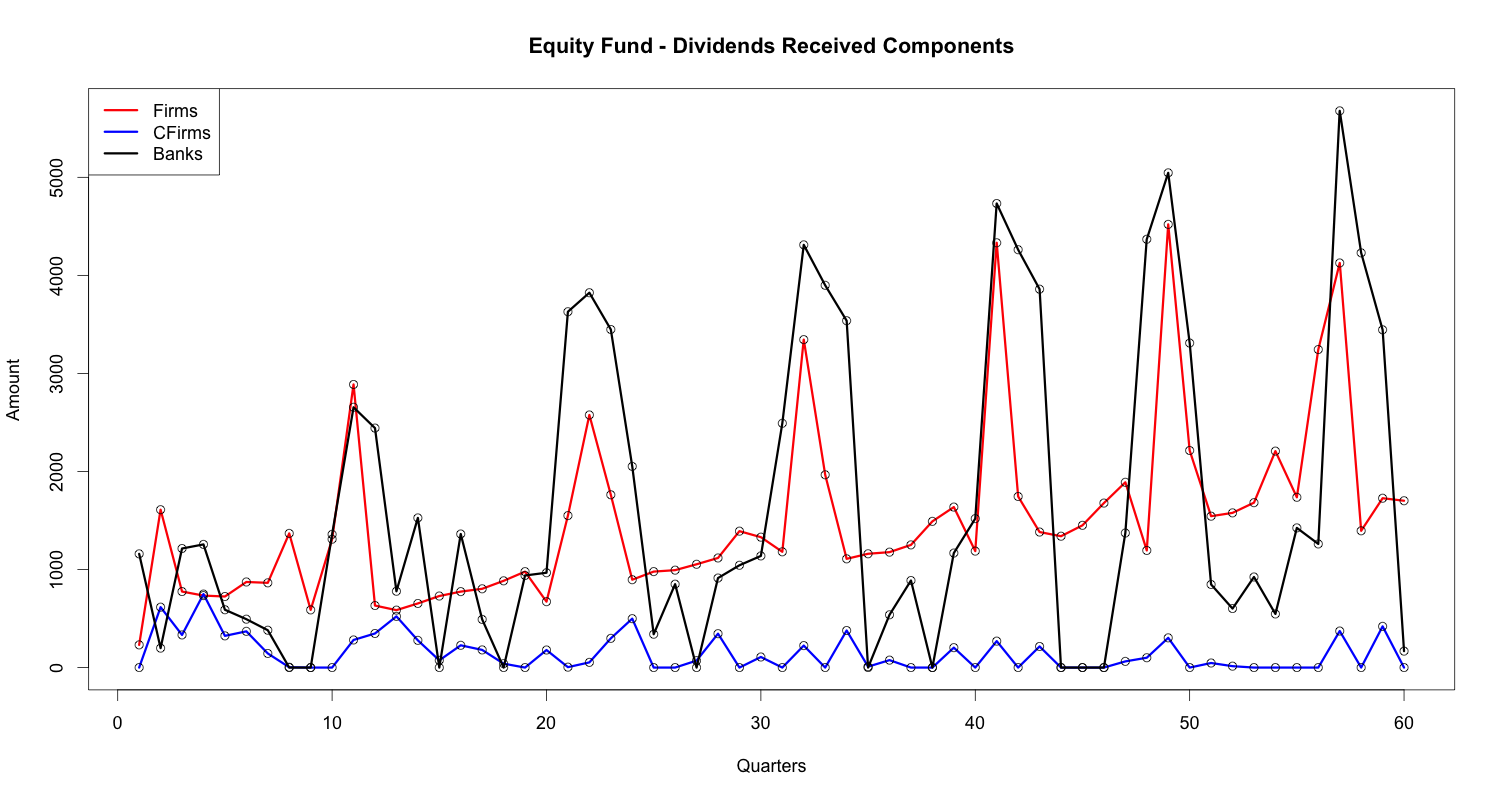 Equity Fund - Dividends Received Components
Firms
CFirms
Banks
5000
4000
3000
2000
1000
0
Amount
0 10 20 30 40 50 60
Quarters